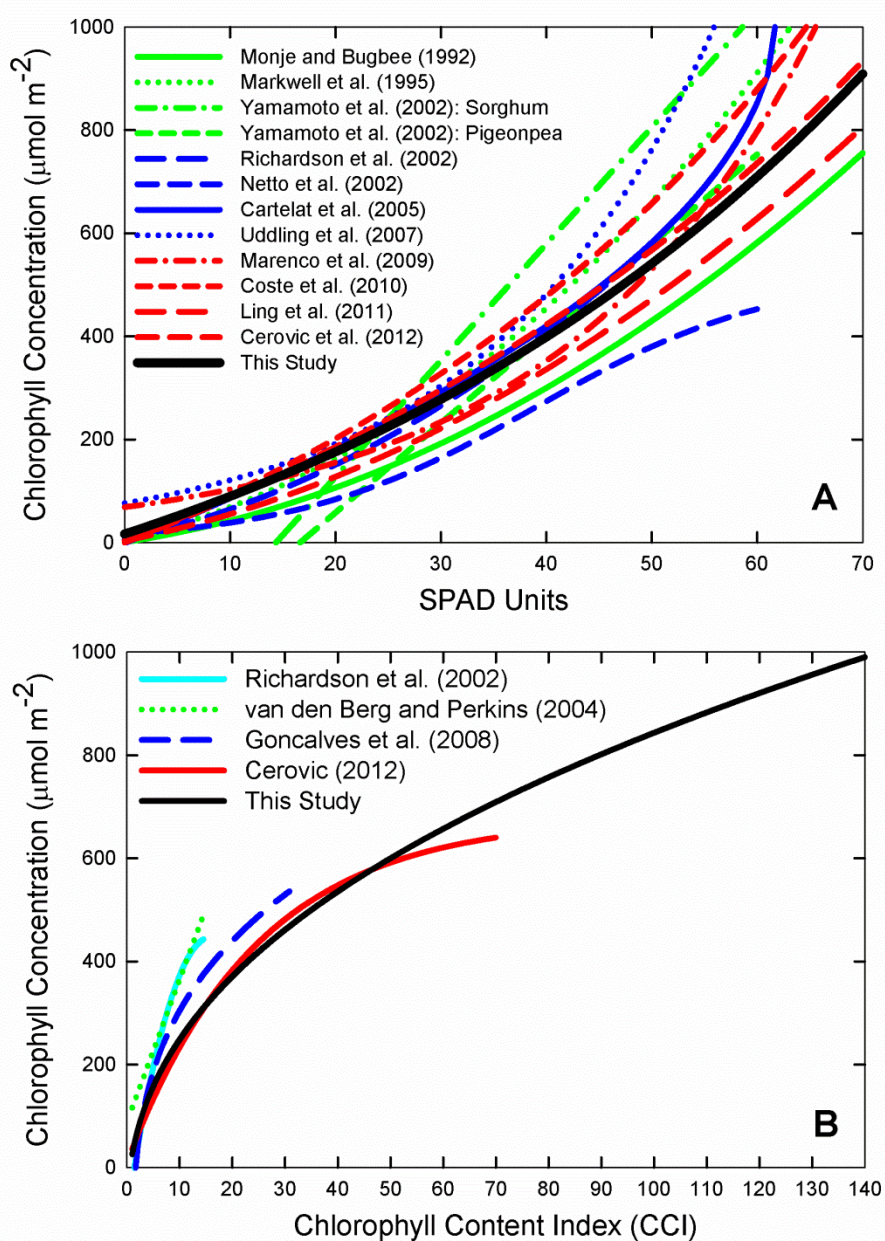 1000
800
600
400
200
0
Chlorophyll Concentration (μmol m-2)
Monje and Bugbee (1992)
Markwell et al. (1995)
Yamamoto et al. (2002): Sorghum
Yamamoto et al. (2002): Pigeonpea
Richardson et al. (2002)
Netto et al. (2002)
Cartelat et al. (2005)
Uddling et al. (2007)
Marenco et al. (2009)
Coste et al. (2010)
Ling et al. (2011)
Cerovic et al. (2012)
This Study
A
0 10 20 30 40 50 60 70
SPAD Units
1000
800
600
400
200
0
Chlorophyll Concentration (μmol m-2)
Richardson et al. (2002)
van den Berg and Perkins (2004)
Goncalves et al. (2008)
Cerovic (2012)
This Study
B
0 10 20 30 40 50 60 70 80 90 100 110 120 130 140
Chlorophyll Content Index (CCI)